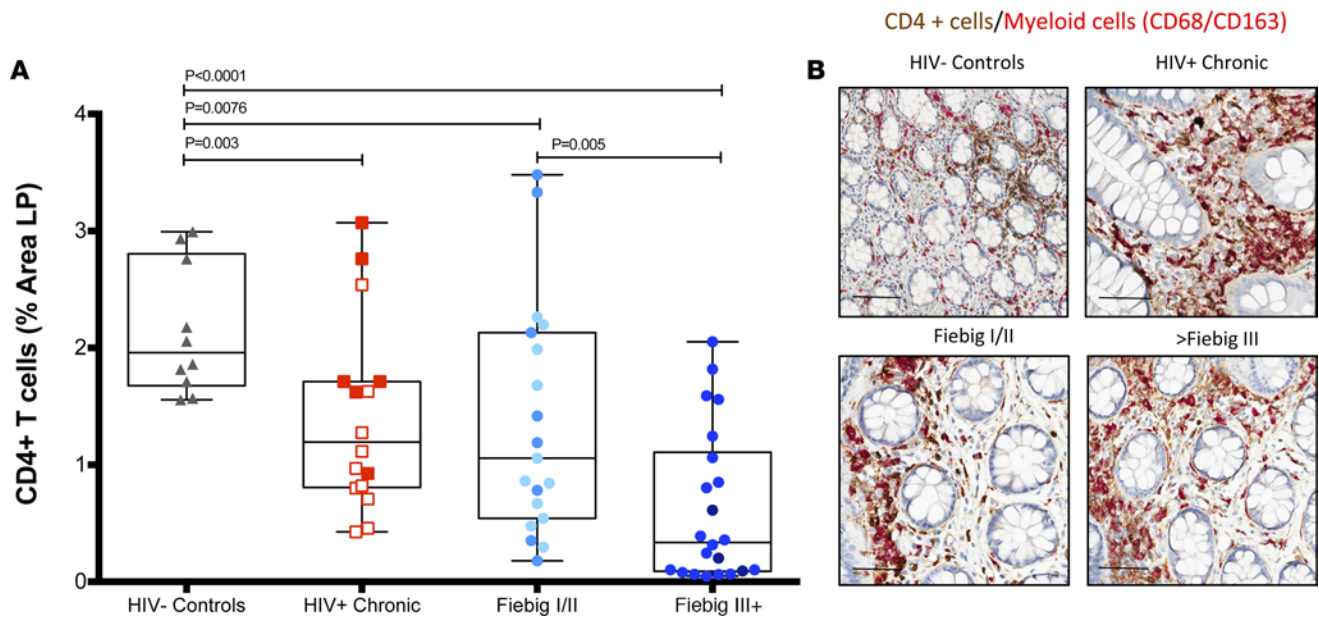 CD4 + cells/Myeloid cells (CD68/CD163)
A
B
HIV- Controls
HIV+ Chronic
P<0.0001
P=0.0076
P=0.003
P=0.005
4
3
2
1
0
CD4+ T cells (% Area LP)
HIV- Controls
HIV+ Chronic
Fiebig I/II
Fiebig III+
Fiebig I/II
>Fiebig III